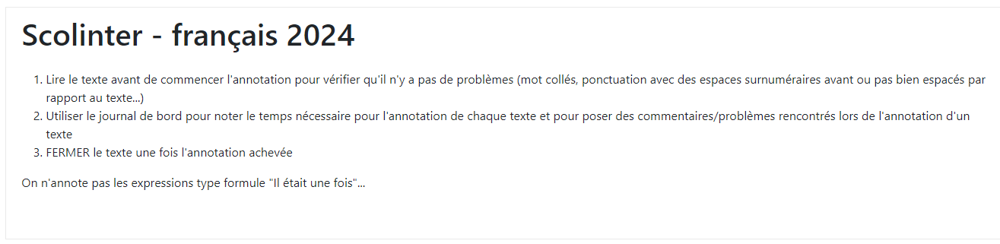 Scolinter - français 2024
1. Lire le texte avant de commencer l'annotation pour vérifier qu'il n'y a pas de problèmes (mot collés, ponctuation avec des espaces surnuméraires avant ou pas bien espacés par
rapport au texte...)
2. Utiliser le journal de bord pour noter le temps nécessaire pour l'annotation de chaque texte et pour poser des commentaires/problèmes rencontrés lors de l'annotation d'un
texte
3. FERMER le texte une fois l'annotation achevée
On n'annote pas les expressions type formule "Il était une fois"...